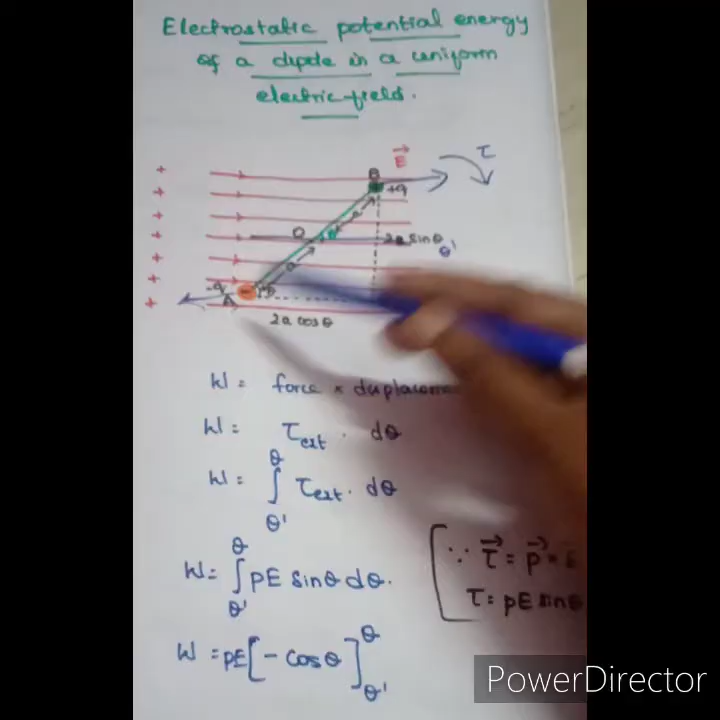 Electrostatic potential energy
of a dipole in a uniform
electric field.
E
τ
B
+q
+
+
+
+
+
+
+
O
θ
a
2a sinθ
θ'
a
-q
θ
A
2a cosθ
W = force × displaceme
W = τext . dθ
W = ∫θ'θ τext . dθ
W = ∫θ'θ pE sinθ dθ.
∵ τ = p × E
τ = pE sinθ
W = pE[- cosθ]θ'θ
PowerDirector